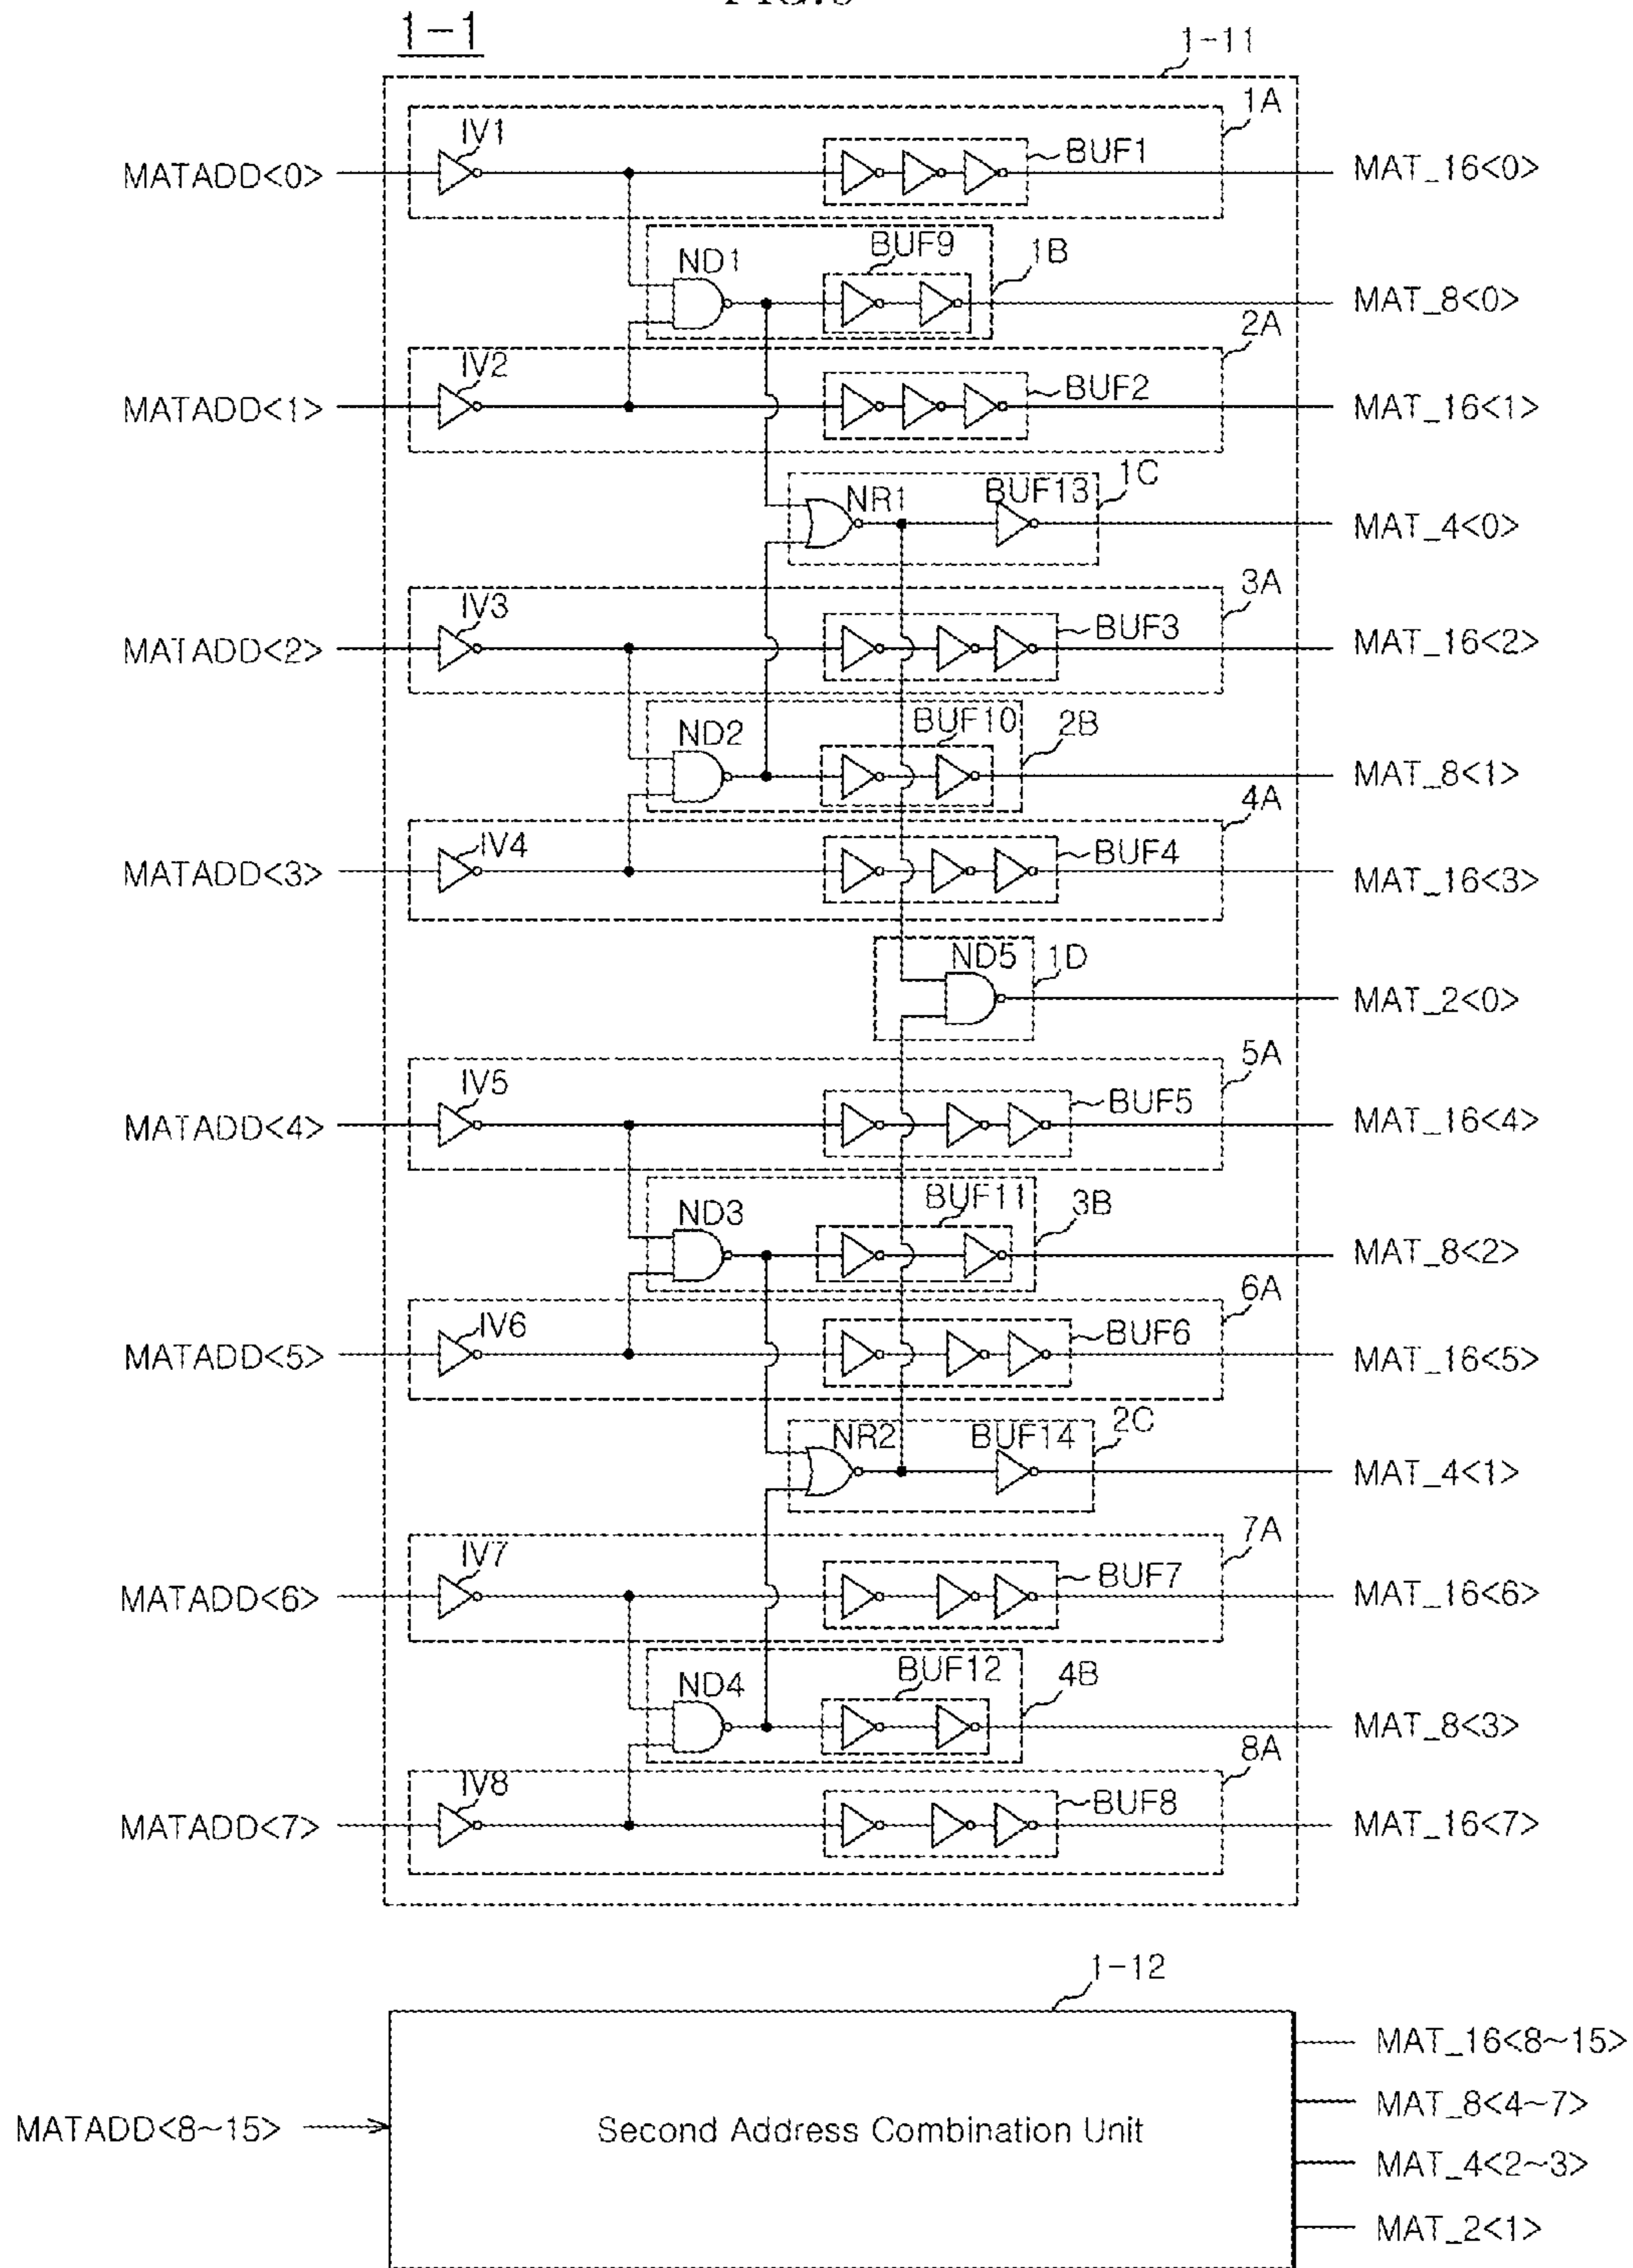 1-1
1-11
1A
IV1
BUF1
MATADD<0>
MAT_16<0>
BUF9
1B
ND1
MAT_8<0>
2A
IV2
BUF2
MATADD<1>
MAT_16<1>
1C
NR1
BUF13
MAT_4<0>
3A
IV3
BUF3
MATADD<2>
MAT_16<2>
ND2
BUF10
2B
MAT_8<1>
4A
IV4
BUF4
MATADD<3>
MAT_16<3>
ND5
1D
MAT_2<0>
5A
IV5
BUF5
MATADD<4>
MAT_16<4>
ND3
BUF11
3B
MAT_8<2>
6A
IV6
BUF6
MATADD<5>
MAT_16<5>
2C
NR2
BUF14
MAT_4<1>
7A
IV7
BUF7
MATADD<6>
MAT_16<6>
ND4
BUF12
4B
MAT_8<3>
8A
IV8
BUF8
MATADD<7>
MAT_16<7>
1-12
MAT_16<8~15>
MAT_8<4~7>
MATADD<8~15>
Second Address Combination Unit
MAT_4<2~3>
MAT_2<1>